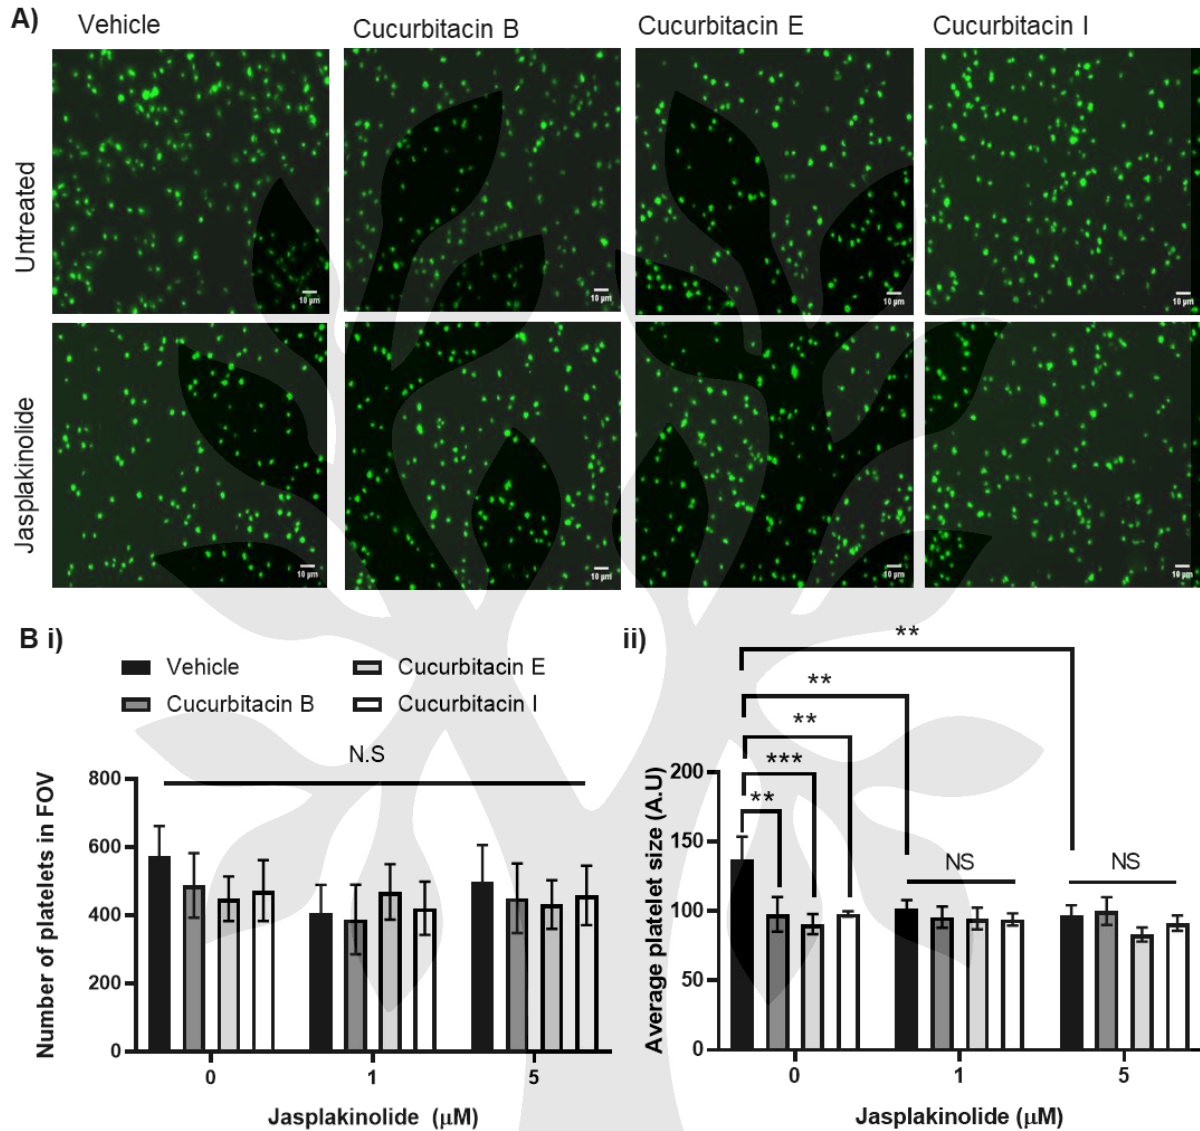 A)
Vehicle
Cucurbitacin B
Cucurbitacin E
Cucurbitacin I
Untreated
10 µm
10 µm
10 µm
10 µm
Jasplakinolide
10 µm
10 µm
10 µm
10 µm
B i)
Vehicle
Cucurbitacin E
Cucurbitacin B
Cucurbitacin I
N.S
Number of platelets in FOV
800
600
400
200
0
0
1
5
Jasplakinolide (µM)
ii)
**
**
**
***
**
NS
NS
Average platelet size (A.U)
200
150
100
50
0
0
1
5
Jasplakinolide (µM)